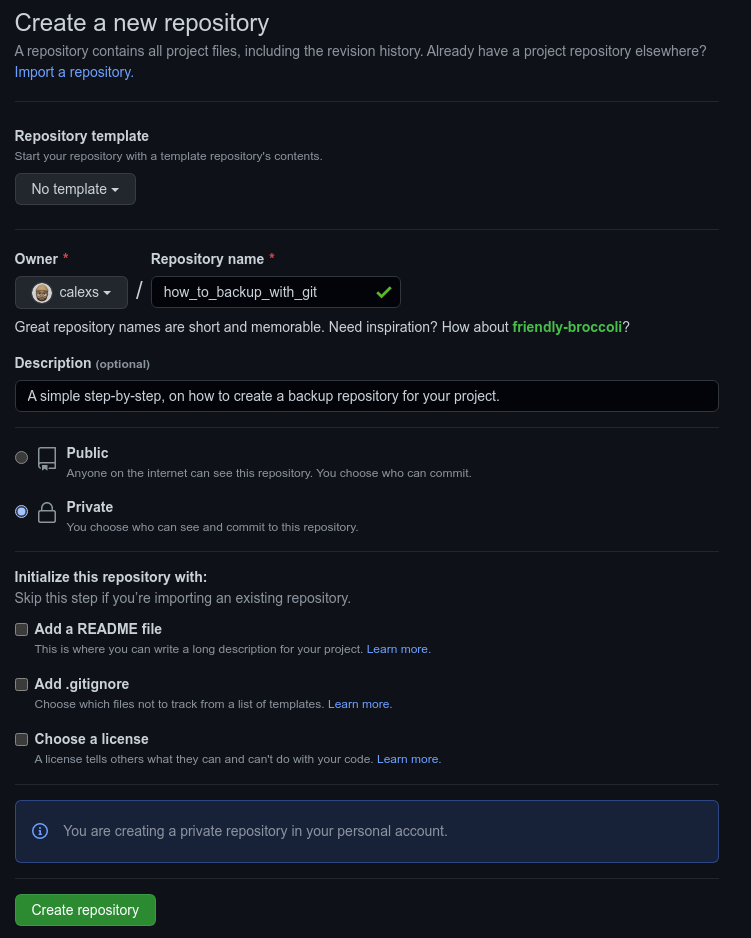 Create a new repository
A repository contains all project files, including the revision history. Already have a project repository elsewhere?
Import a repository.
Repository template
Start your repository with a template repository's contents.
No template
Owner * Repository name *
calexs / how_to_backup_with_git
Great repository names are short and memorable. Need inspiration? How about friendly-broccoli?
Description (optional)
A simple step-by-step, on how to create a backup repository for your project.
Public
Anyone on the internet can see this repository. You choose who can commit.
Private
You choose who can see and commit to this repository.
Initialize this repository with:
Skip this step if you're importing an existing repository.
Add a README file
This is where you can write a long description for your project. Learn more.
Add .gitignore
Choose which files not to track from a list of templates. Learn more.
Choose a license
A license tells others what they can and can't do with your code. Learn more.
You are creating a private repository in your personal account.
Create repository